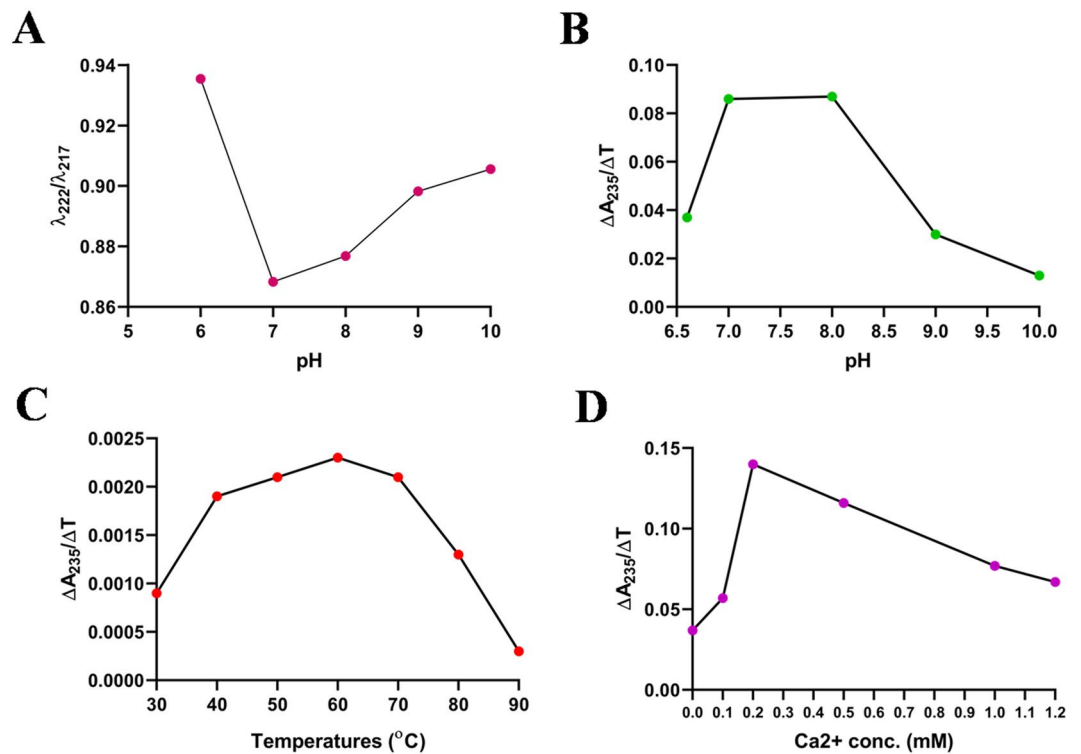 A
0.94
0.92
0.90
0.88
0.86
λ222/λ217
5 6 7 8 9 10
pH
B
0.10
0.08
0.06
0.04
0.02
0.00
ΔA235/ΔT
6.5 7.0 7.5 8.0 8.5 9.0 9.5 10.0
pH
C
0.0025
0.0020
0.0015
0.0010
0.0005
0.0000
ΔA235/ΔT
30 40 50 60 70 80 90
Temperatures (oC)
D
0.15
0.10
0.05
0.00
ΔA235/ΔT
0.0 0.1 0.2 0.3 0.4 0.5 0.6 0.7 0.8 0.9 1.0 1.1 1.2
Ca2+ conc. (mM)